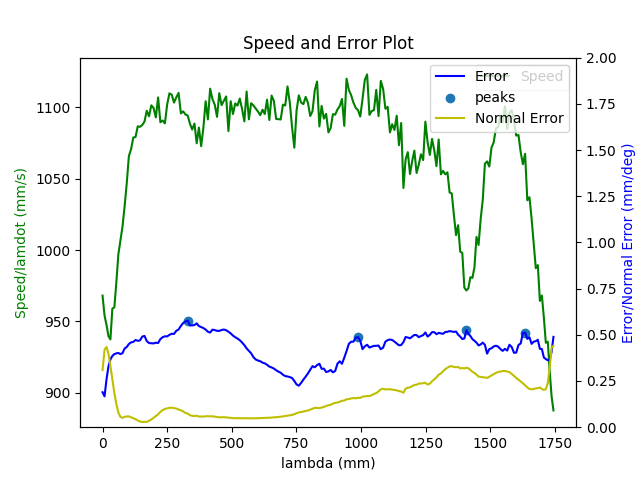 Speed and Error Plot
Speed/lamdot (mm/s)
1100
1050
1000
950
900
Error
Speed
peaks
Normal Error
2.00
1.75
1.50
1.25
1.00
0.75
0.50
0.25
0.00
Error/Normal Error (mm/deg)
0
250
500
750
1000
1250
1500
1750
lambda (mm)